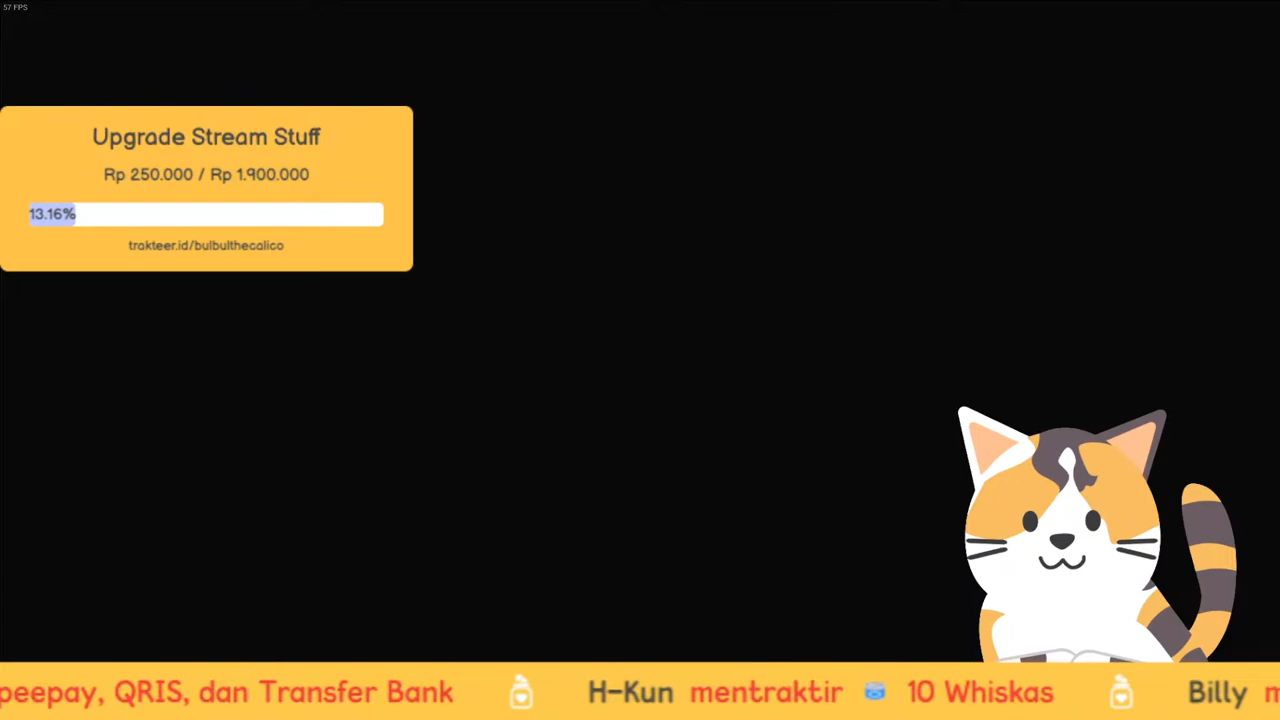 57 FPS
Upgrade Stream Stuff
Rp 250.000 / Rp 1.900.000
13.16%
trakteer.id/bulbulthecalico
peepay, QRIS, dan Transfer Bank H-Kun mentraktir 10 Whiskas Billy m